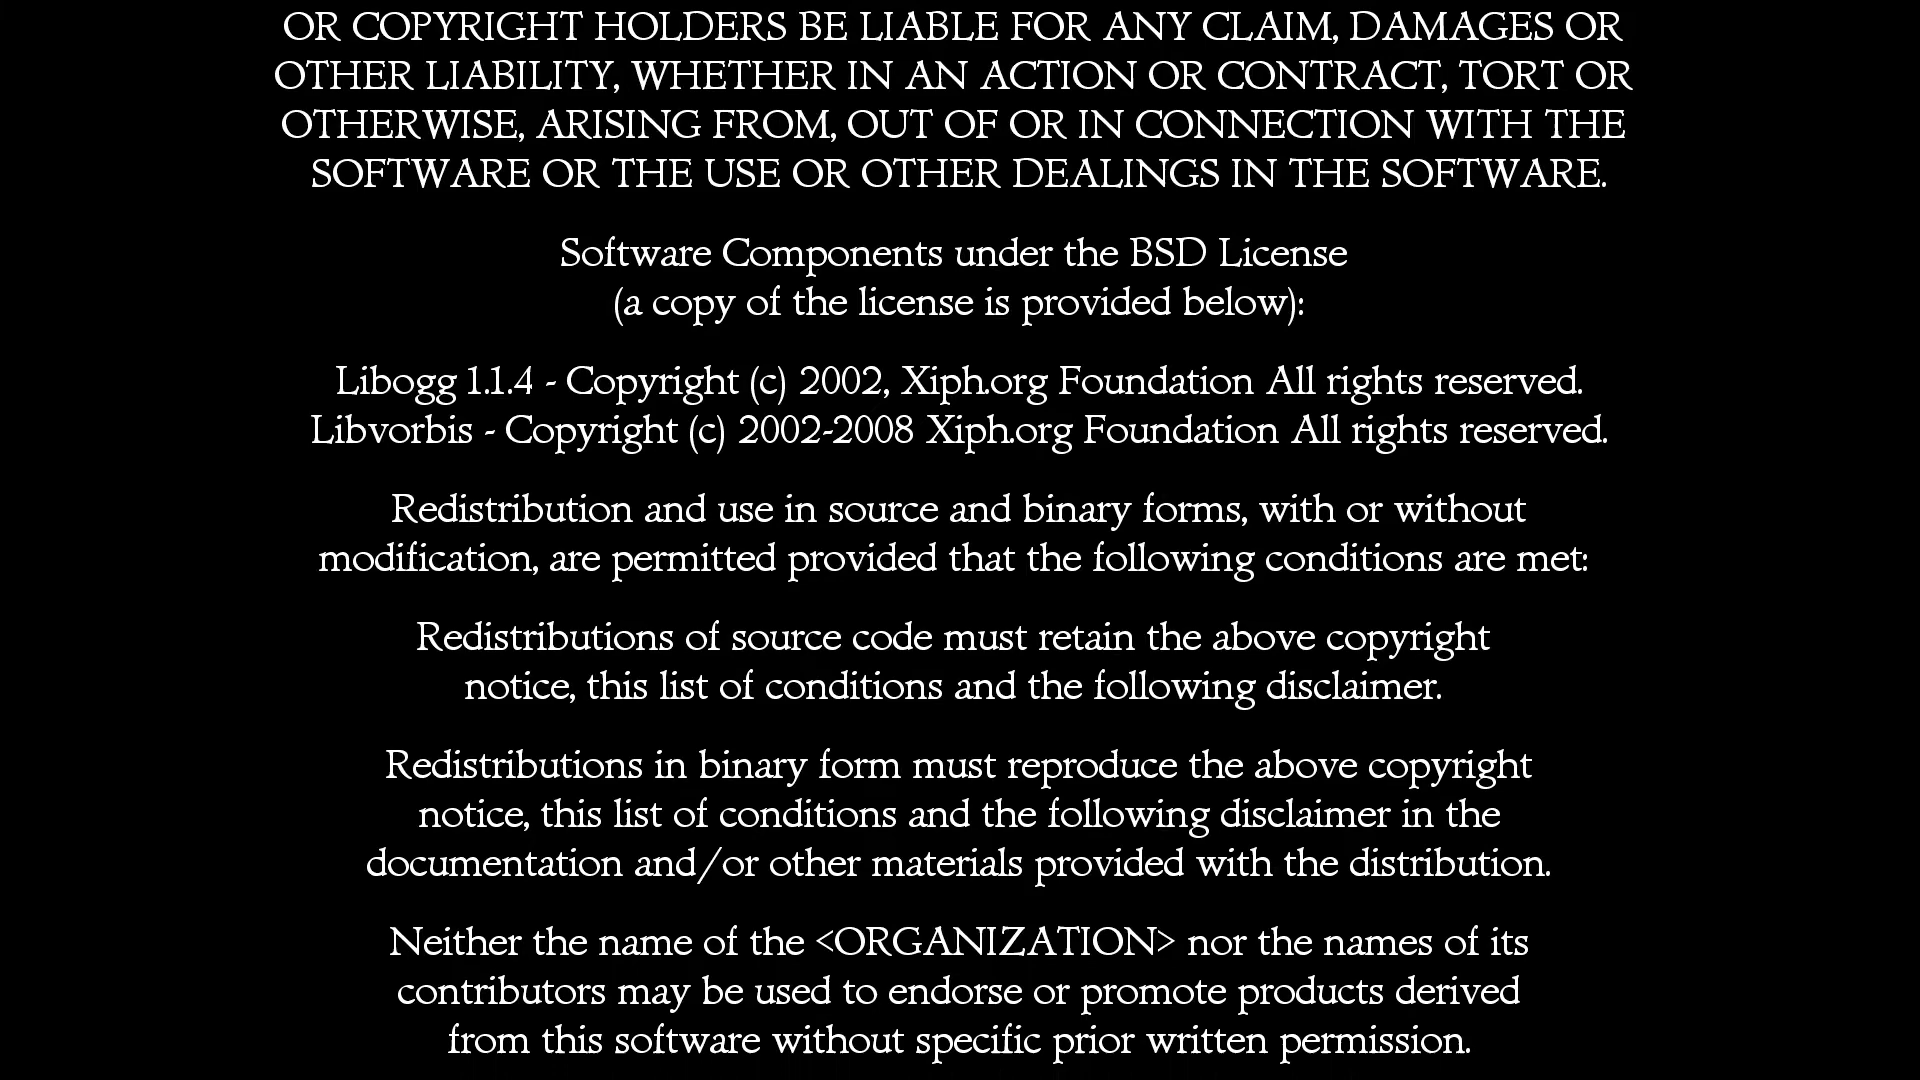 OR COPYRIGHT HOLDERS BE LIABLE FOR ANY CLAIM, DAMAGES OR
OTHER LIABILITY, WHETHER IN AN ACTION OR CONTRACT, TORT OR
OTHERWISE, ARISING FROM, OUT OF OR IN CONNECTION WITH THE
SOFTWARE OR THE USE OR OTHER DEALINGS IN THE SOFTWARE.
Software Components under the BSD License
(a copy of the license is provided below):
Libogg 1.1.4 - Copyright (c) 2002, Xiph.org Foundation All rights reserved.
Libvorbis - Copyright (c) 2002-2008 Xiph.org Foundation All rights reserved.
Redistribution and use in source and binary forms, with or without
modification, are permitted provided that the following conditions are met:
Redistributions of source code must retain the above copyright
notice, this list of conditions and the following disclaimer.
Redistributions in binary form must reproduce the above copyright
notice, this list of conditions and the following disclaimer in the
documentation and/or other materials provided with the distribution.
Neither the name of the <ORGANIZATION> nor the names of its
contributors may be used to endorse or promote products derived
from this software without specific prior written permission.